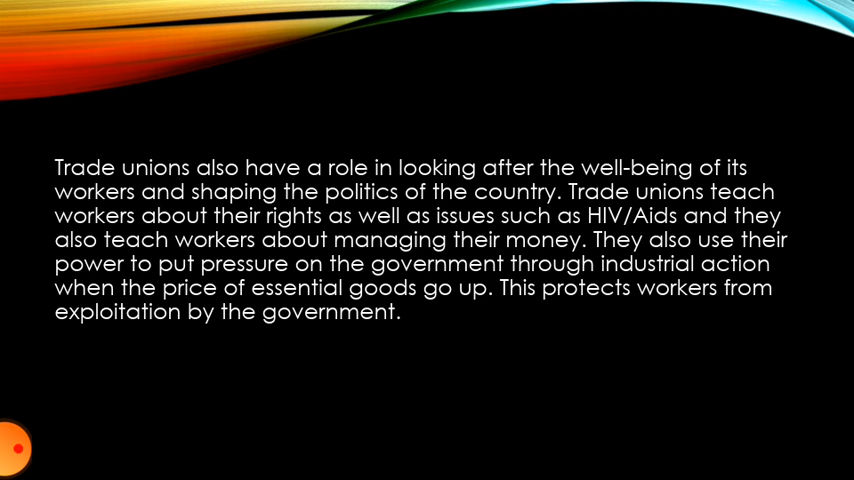 Trade unions also have a role in looking after the well-being of its
workers and shaping the politics of the country. Trade unions teach
workers about their rights as well as issues such as HIV/Aids and they
also teach workers about managing their money. They also use their
power to put pressure on the government through industrial action
when the price of essential goods go up. This protects workers from
exploitation by the government.